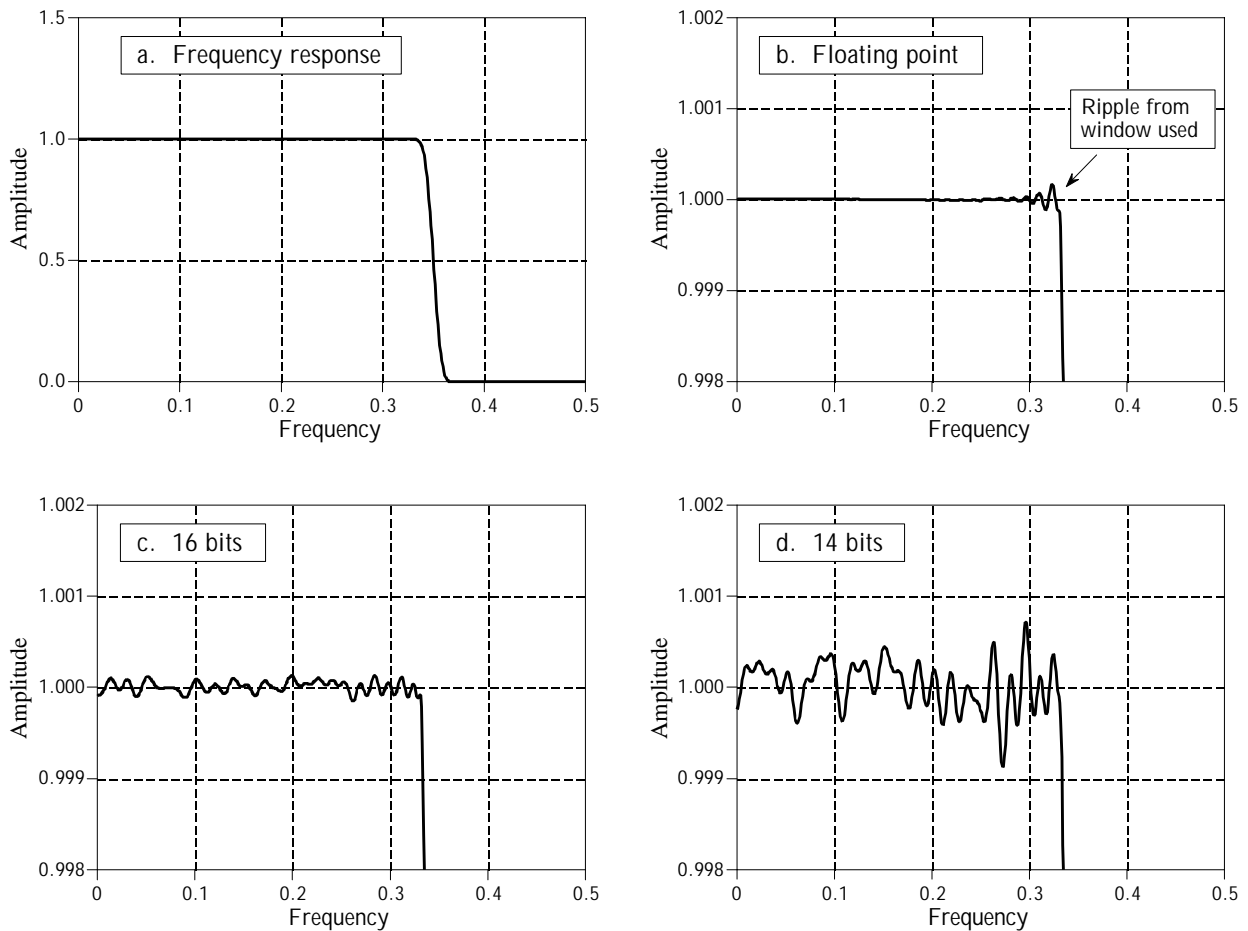 a. Frequency response
1.5
1.0
0.5
0.0
Amplitude
0 0.1 0.2 0.3 0.4 0.5
Frequency
b. Floating point
Ripple from
window used
1.002
1.001
1.000
0.999
0.998
Amplitude
0 0.1 0.2 0.3 0.4 0.5
Frequency
c. 16 bits
1.002
1.001
1.000
0.999
0.998
Amplitude
0 0.1 0.2 0.3 0.4 0.5
Frequency
d. 14 bits
1.002
1.001
1.000
0.999
0.998
Amplitude
0 0.1 0.2 0.3 0.4 0.5
Frequency